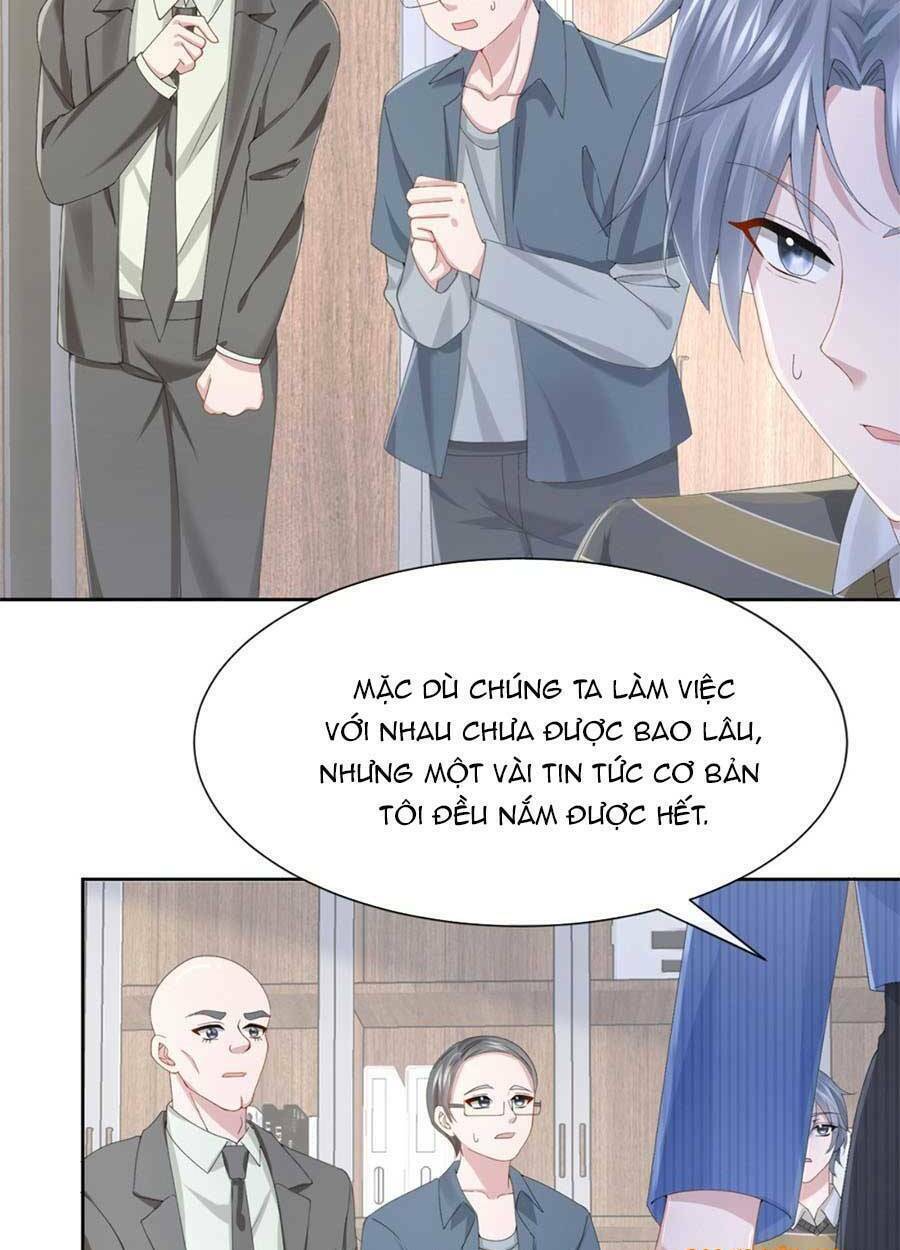 MẶC DÙ CHÚNG TA LÀM VIỆC
VỚI NHAU CHƯA ĐƯỢC BAO LÂU,
NHƯNG MỘT VÀI TIN TỨC CƠ BẢN
TÔI ĐỀU NẮM ĐƯỢC HẾT.